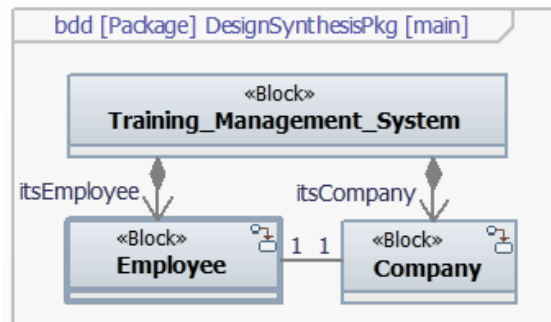 bdd [Package] DesignSynthesisPkg [main]
«Block»
Training_Management_System
itsEmployee
itsCompany
«Block»
Employee
1 1
«Block»
Company